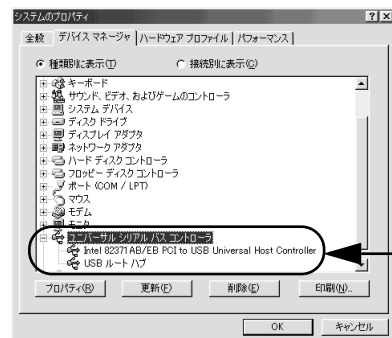 システムのプロパティ
全般 デバイス マネージャ ハードウェア プロファイル パフォーマンス
種類別に表示(T) 接続別に表示(C)
キーボード
サウンド、ビデオ、およびゲームのコントローラ
システム デバイス
ディスク ドライブ
ディスプレイ アダプタ
ネットワーク アダプタ
ハード ディスク コントローラ
フロッピー ディスク コントローラ
ポート (COM / LPT)
マウス
モデム
モニタ
ユニバーサル シリアル バス コントローラ
Intel 82371AB/EB PCI to USB Universal Host Controller
USB ルート ハブ
プロパティ(R) 更新(F) 削除(E) 印刷(N)...
OK キャンセル